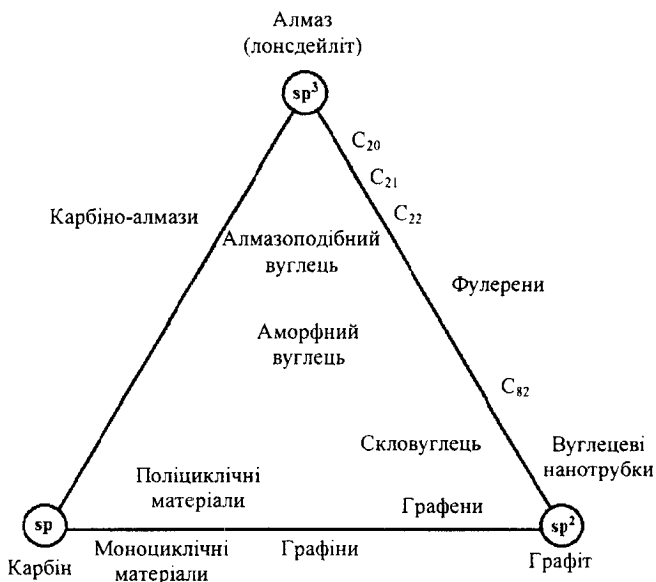 Алмаз
(лонсдейліт)
sp³
C₂₀
C₂₁
C₂₂
Карбіно-алмази
Алмазоподібний
вуглець
Фулерени
Аморфний
вуглець
C₈₂
Скловуглець
Вуглецеві
нанотрубки
Поліциклічні
матеріали
Графени
sp
sp²
Карбін
Моноциклічні
матеріали
Графіни
Графіт